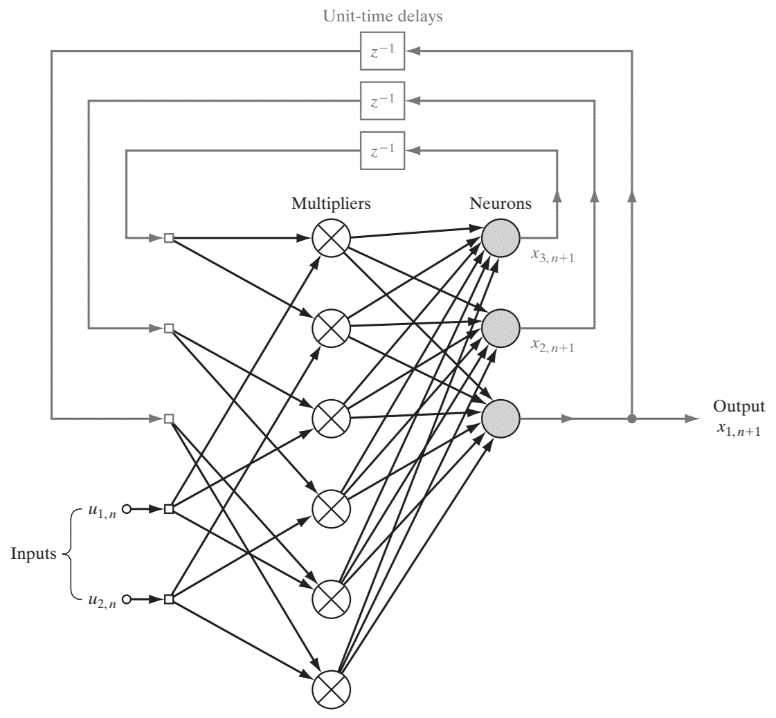 Unit-time delays
z⁻¹
z⁻¹
z⁻¹
Multipliers
Neurons
x₃,ₙ₊₁
x₂,ₙ₊₁
Output
x₁,ₙ₊₁
u₁,ₙ
Inputs
u₂,ₙ